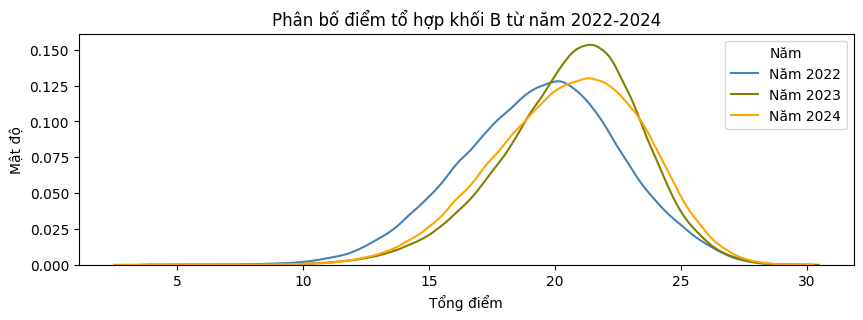 Phân bố điểm tổ hợp khối B từ năm 2022-2024
Mật độ
0.150
0.125
0.100
0.075
0.050
0.025
0.000
5
10
15
20
25
30
Tổng điểm
Năm
Năm 2022
Năm 2023
Năm 2024